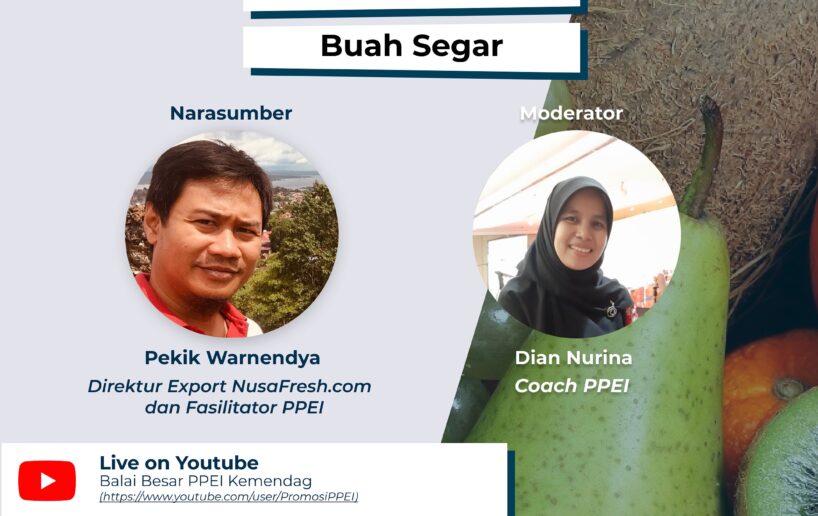 Buah Segar
Narasumber
Moderator
Pekik Warnendya
Direktur Export NusaFresh.com
dan Fasilitator PPEI
Dian Nurina
Coach PPEI
Live on Youtube
Balai Besar PPEI Kemendag
(https://www.youtube.com/user/PromosiPPEI)